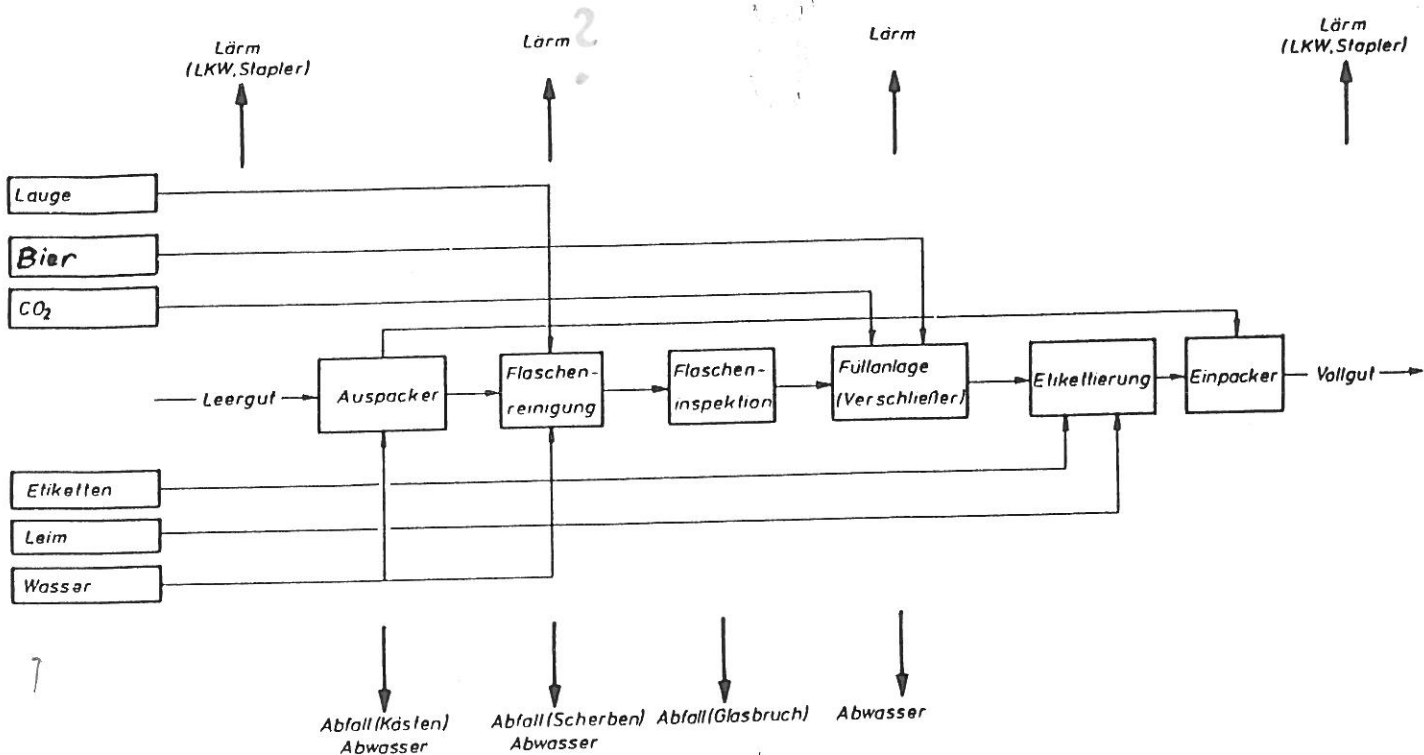 Lärm
(LKW, Stapler)
Lärm
?
Lärm
Lärm
(LKW, Stapler)
Lauge
Bier
CO₂
Leergut
Auspacker
Flaschen-
reinigung
Flaschen-
inspektion
Füllanlage
(Verschließer)
Etikettierung
Einpacker
Vollgut
Etiketten
Leim
Wasser
Abfall (Kästen)
Abwasser
Abfall (Scherben)
Abwasser
Abfall (Glasbruch)
Abwasser